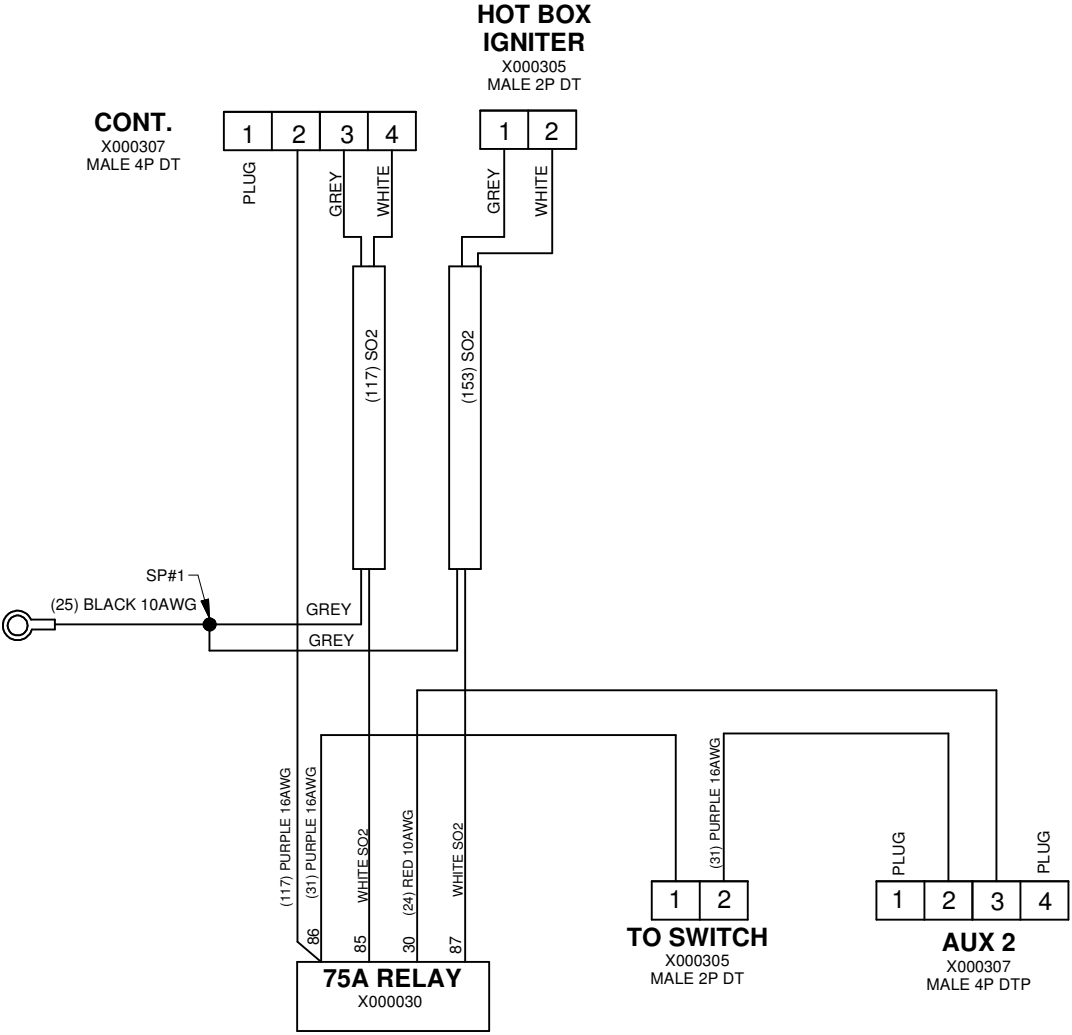 HOT BOX
IGNITER
X000305
MALE 2P DT
CONT.
X000307
MALE 4P DT
1 2 3 4
1 2
PLUG
GREY
WHITE
GREY
WHITE
(117) SO2
(153) SO2
SP#1
(25) BLACK 10AWG
GREY
GREY
(117) PURPLE 16AWG
(31) PURPLE 16AWG
WHITE SO2
(24) RED 10AWG
WHITE SO2
(31) PURPLE 16AWG
PLUG
PLUG
86
85
30
87
75A RELAY
X000030
1 2
TO SWITCH
X000305
MALE 2P DT
1 2 3 4
AUX 2
X000307
MALE 4P DTP